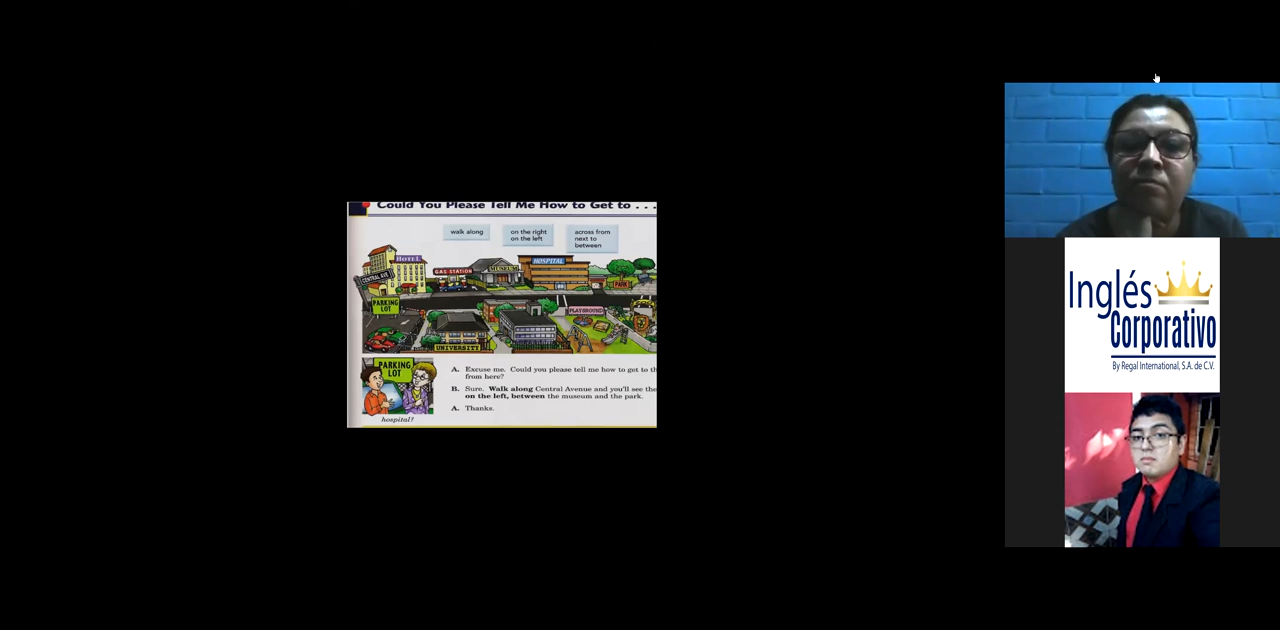 Could You Please Tell Me How to Get to . . .
walk along
on the right
on the left
across from
next to
between
HOTEL
CENTRAL AVE
GAS STATION
MUSEUM
HOSPITAL
PARK
PARKING
LOT
PLAYGROUND
UNIVERSITY
PARKING
LOT
A. Excuse me. Could you please tell me how to get to th
from here?
B. Sure. Walk along Central Avenue and you'll see the
on the left, between the museum and the park.
A. Thanks.
hospital?
Inglés
Corporativo
By Regal International, S.A. de C.V.